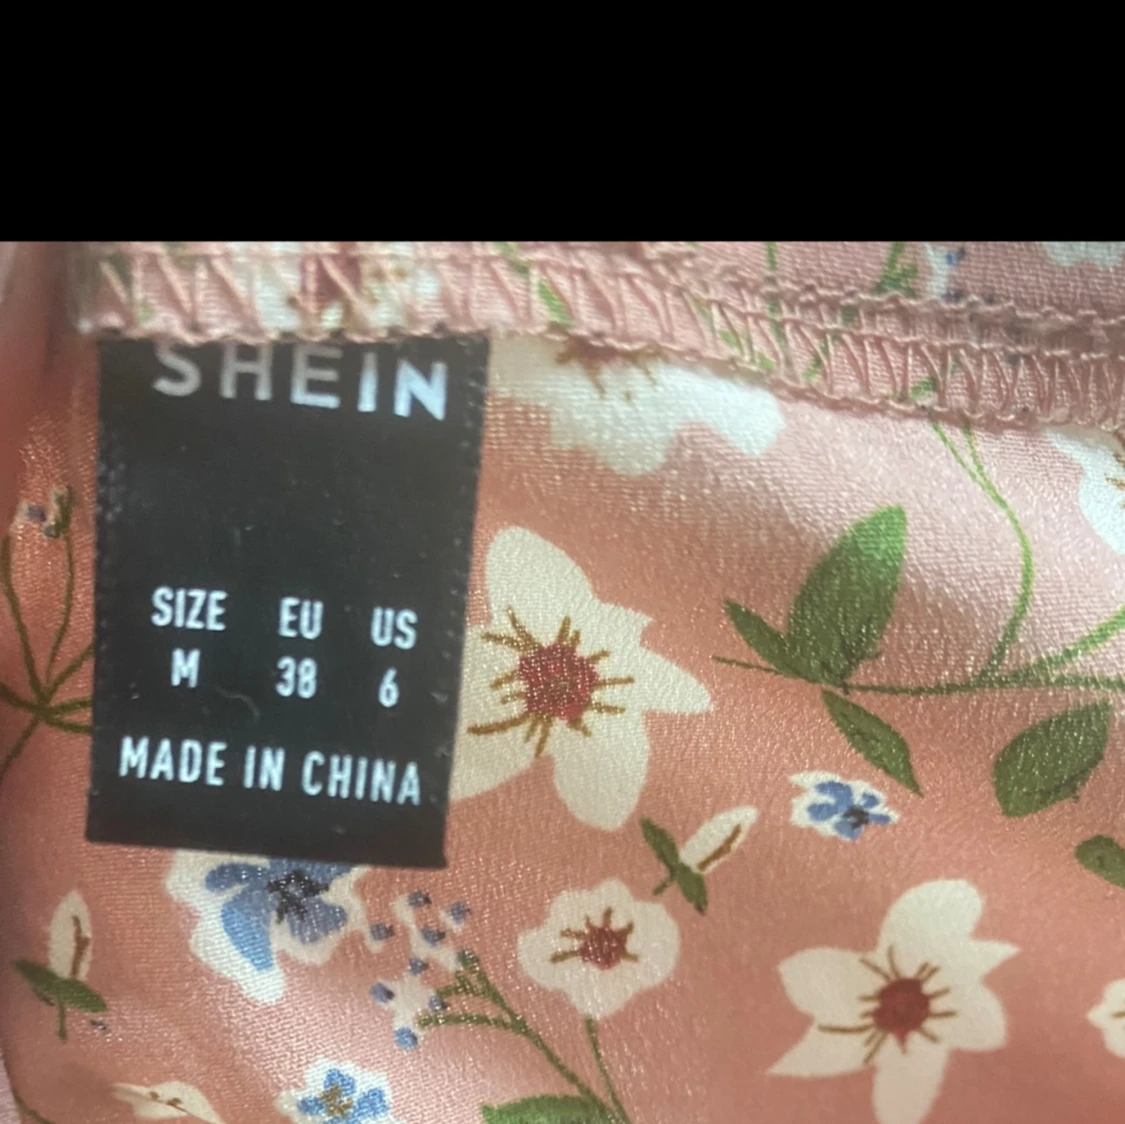 SHEIN
SIZE EU US
M 38 6
MADE IN CHINA